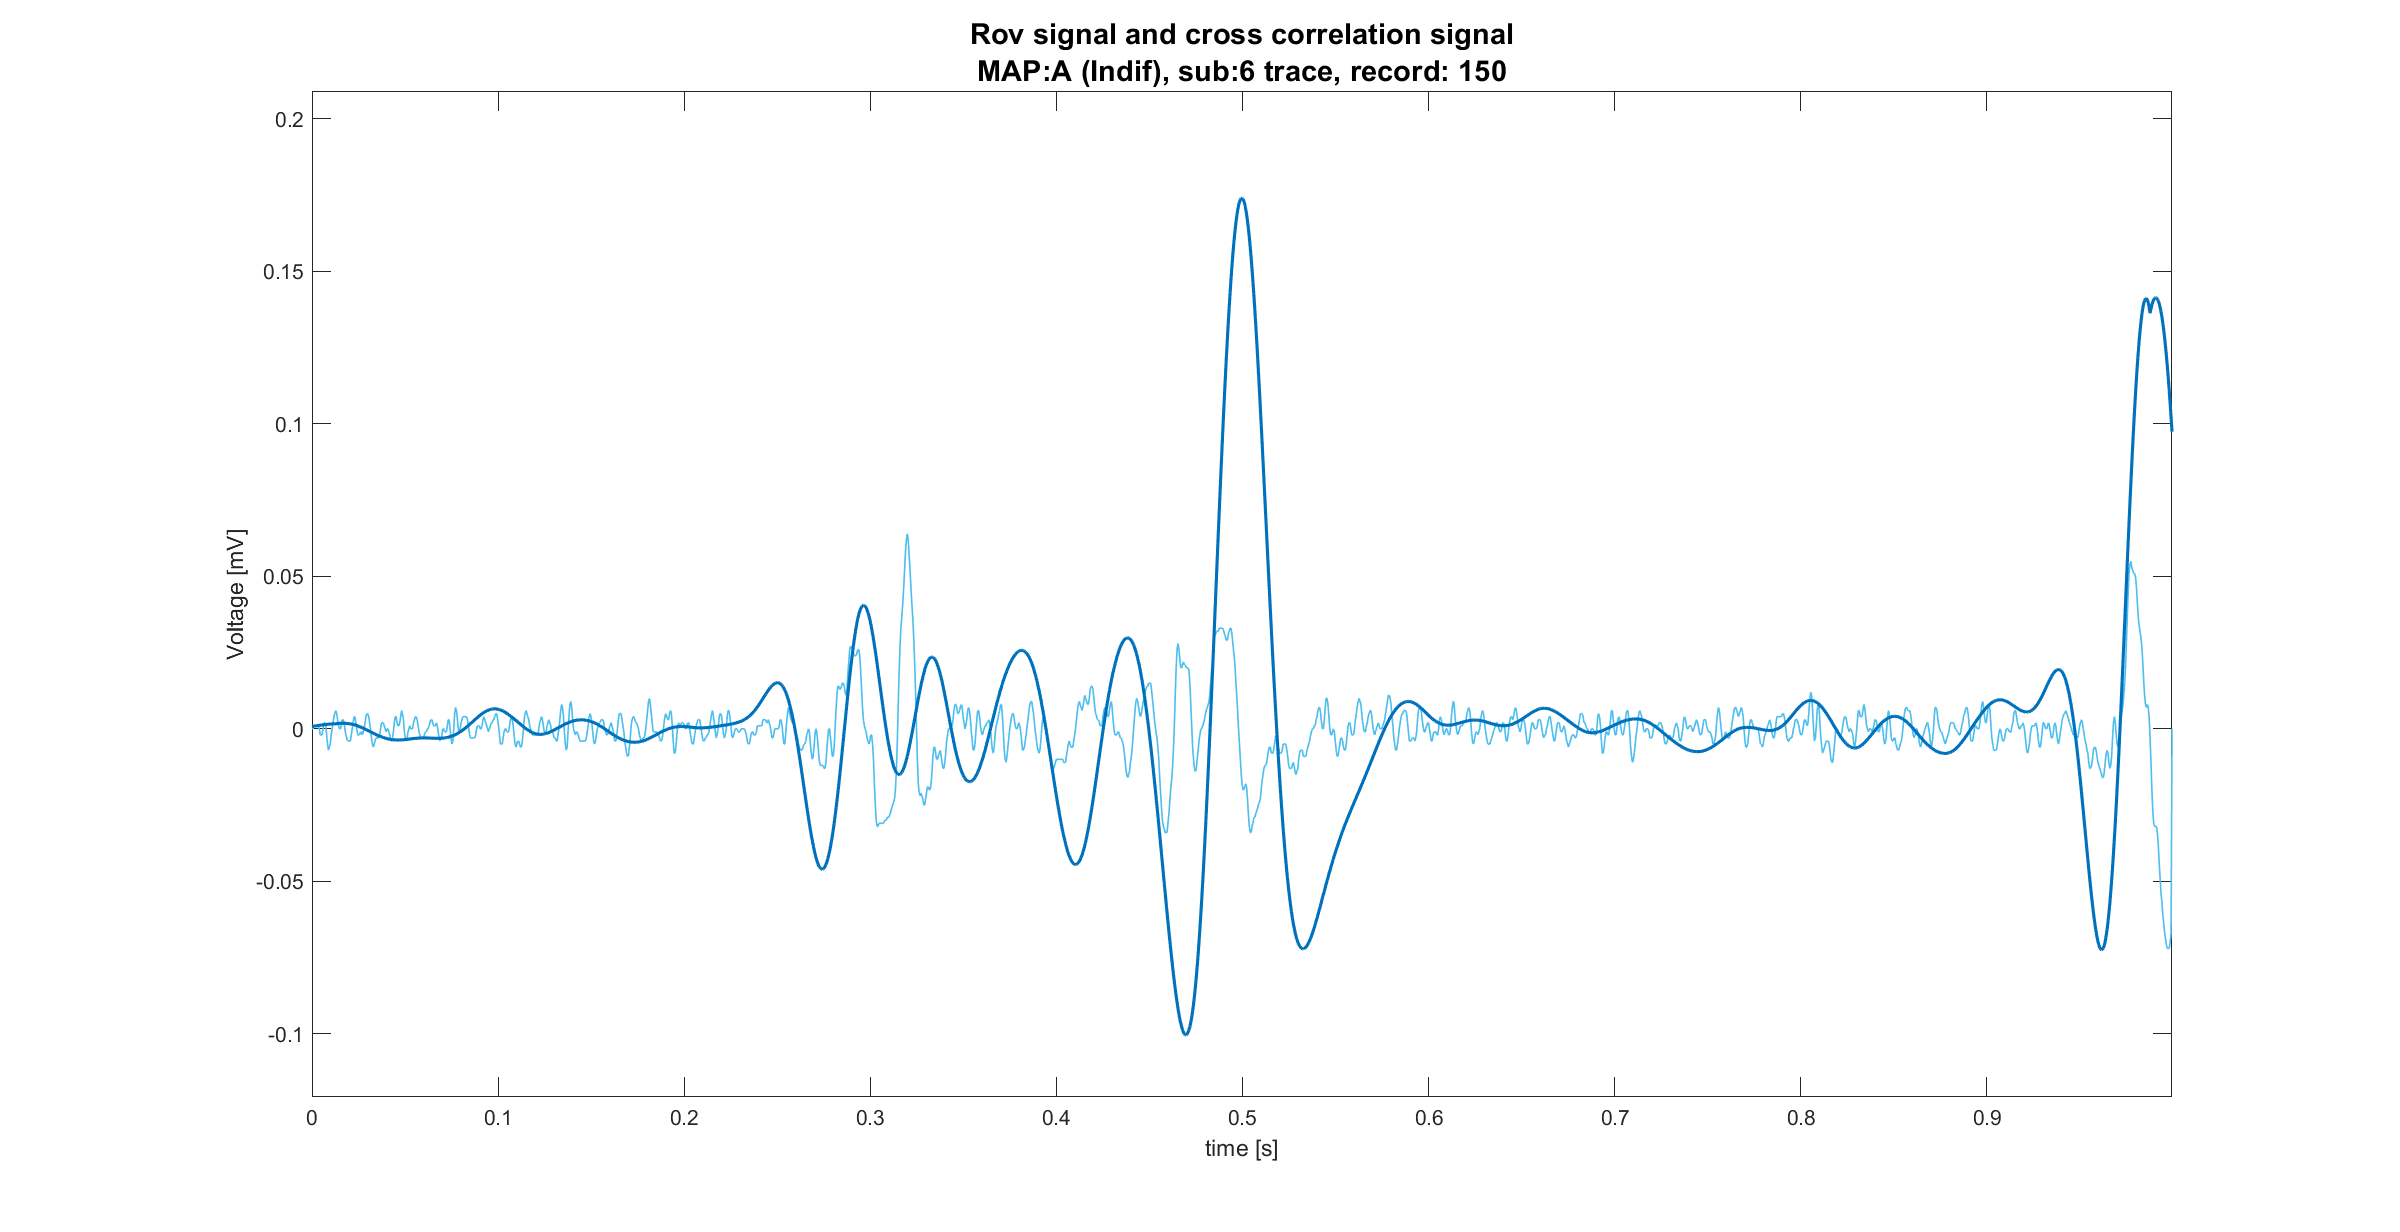 Rov signal and cross correlation signal
MAP:A (Indif), sub:6 trace, record: 150
0.2
0.15
0.1
0.05
0
-0.05
-0.1
Voltage [mV]
0 0.1 0.2 0.3 0.4 0.5 0.6 0.7 0.8 0.9
time [s]